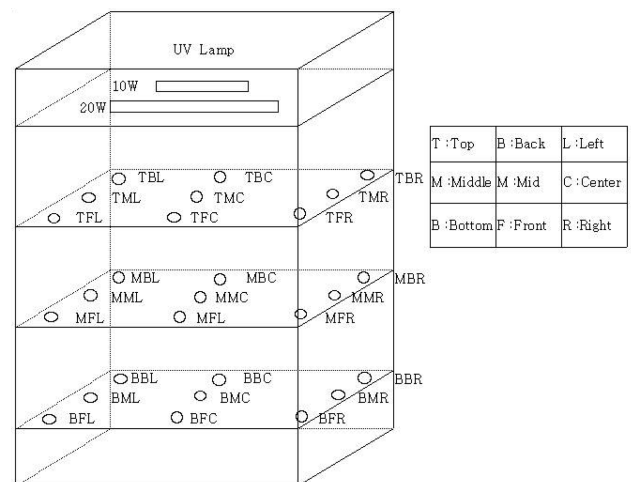 UV Lamp
10W
20W
T :Top B :Back L :Left
M :Middle M :Mid C :Center
B :Bottom F :Front R :Right
TBL TBC TBR
TML TMC TMR
TFL TFC TFR
MBL MBC MBR
MML MMC MMR
MFL MFL MFR
BBL BBC BBR
BML BMC BMR
BFL BFC BFR